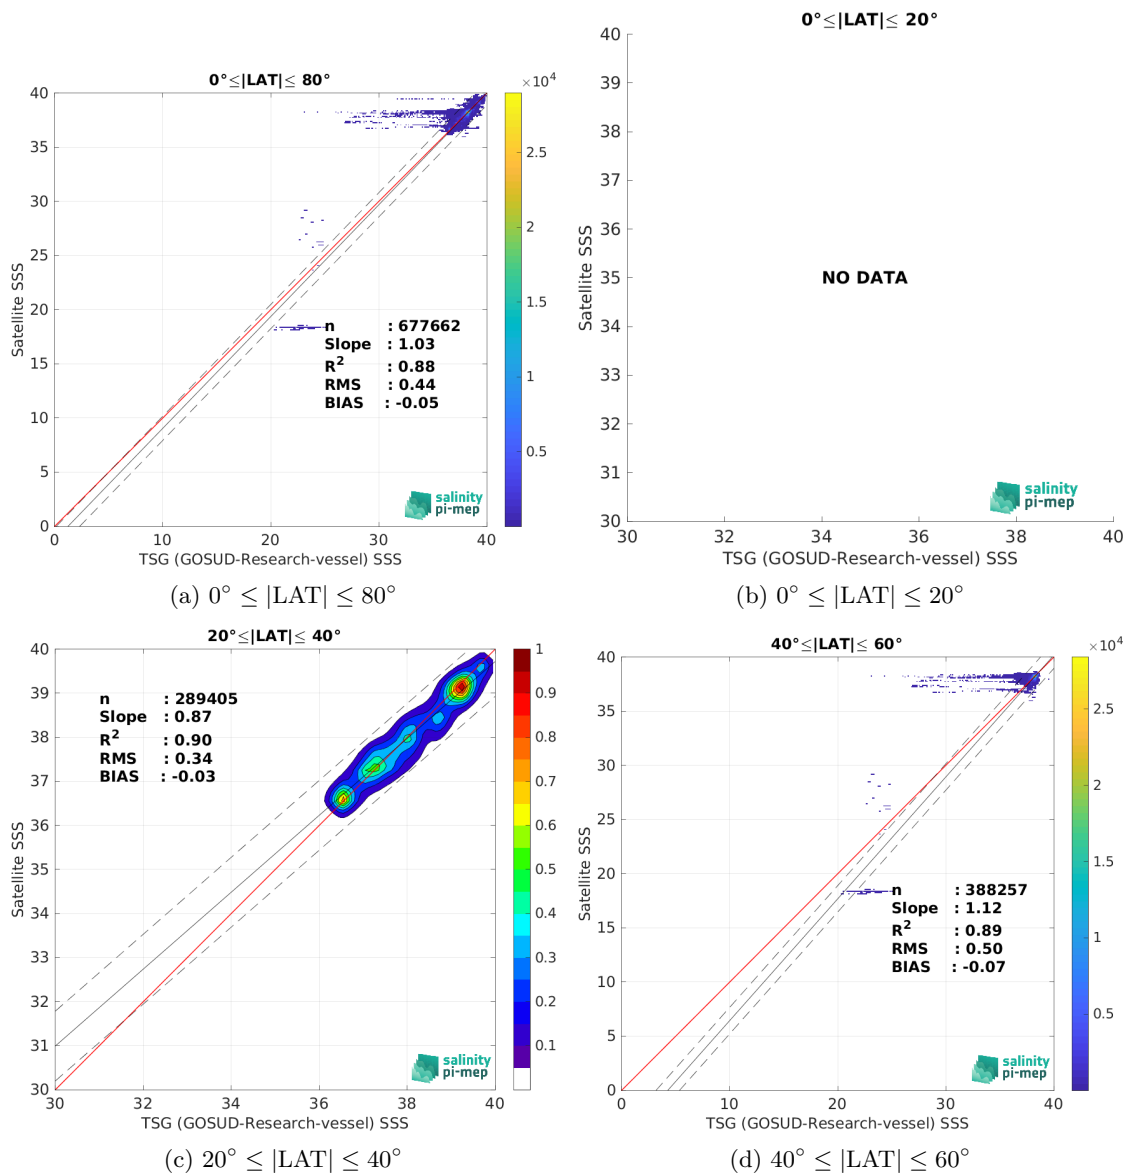 0°≤|LAT|≤ 80°
×10⁴
40
35
30
25
20
15
10
5
0
0
10
20
30
40
2.5
2
1.5
1
0.5
Satellite SSS
TSG (GOSUD-Research-vessel) SSS
n : 677662
Slope : 1.03
R² : 0.88
RMS : 0.44
BIAS : -0.05
salinity
pi-mep
(a) 0° ≤ |LAT| ≤ 80°
0°≤|LAT|≤ 20°
40
39
38
37
36
35
34
33
32
31
30
30
32
34
36
38
40
Satellite SSS
TSG (GOSUD-Research-vessel) SSS
NO DATA
salinity
pi-mep
(b) 0° ≤ |LAT| ≤ 20°
20°≤|LAT|≤ 40°
40
39
38
37
36
35
34
33
32
31
30
30
32
34
36
38
40
1
0.9
0.8
0.7
0.6
0.5
0.4
0.3
0.2
0.1
Satellite SSS
TSG (GOSUD-Research-vessel) SSS
n : 289405
Slope : 0.87
R² : 0.90
RMS : 0.34
BIAS : -0.03
salinity
pi-mep
(c) 20° ≤ |LAT| ≤ 40°
40°≤|LAT|≤ 60°
×10⁴
40
35
30
25
20
15
10
5
0
0
10
20
30
40
2.5
2
1.5
1
0.5
Satellite SSS
TSG (GOSUD-Research-vessel) SSS
n : 388257
Slope : 1.12
R² : 0.89
RMS : 0.50
BIAS : -0.07
salinity
pi-mep
(d) 40° ≤ |LAT| ≤ 60°